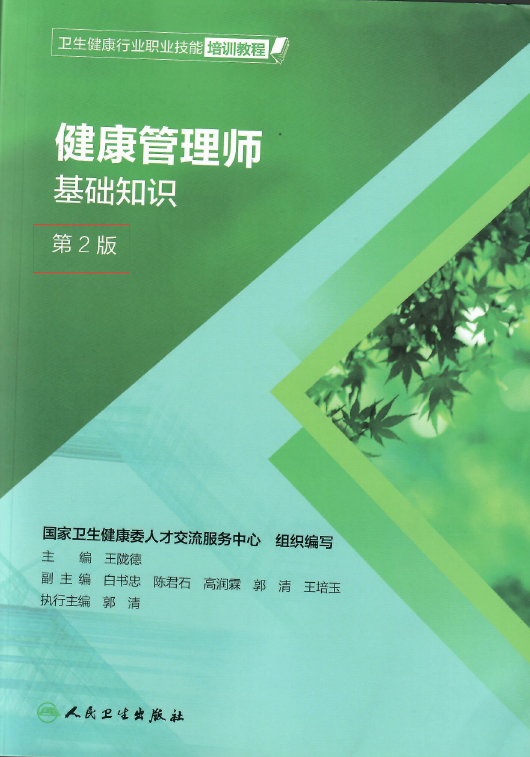 卫生健康行业职业技能 培训教程
健康管理师
基础知识
第2版
国家卫生健康委人才交流服务中心 组织编写
主 编 王陇德
副主编 白书忠 陈君石 高润霖 郭 清 王培玉
执行主编 郭 清
人民卫生出版社